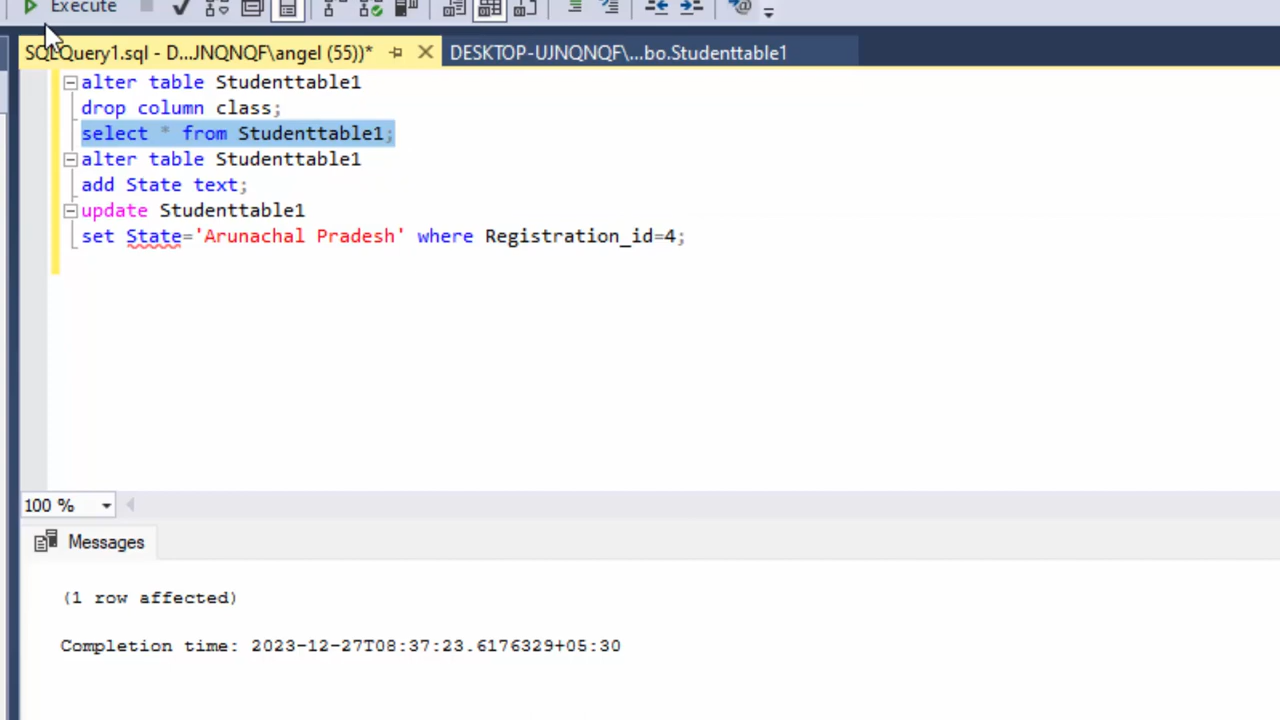 Execute
SQLQuery1.sql - D...JNQNQF\angel (55))* DESKTOP-UJNQNQF\...bo.Studenttable1
alter table Studenttable1
drop column class;
select * from Studenttable1;
alter table Studenttable1
add State text;
update Studenttable1
set State='Arunachal Pradesh' where Registration_id=4;
100 %
Messages
(1 row affected)
Completion time: 2023-12-27T08:37:23.6176329+05:30